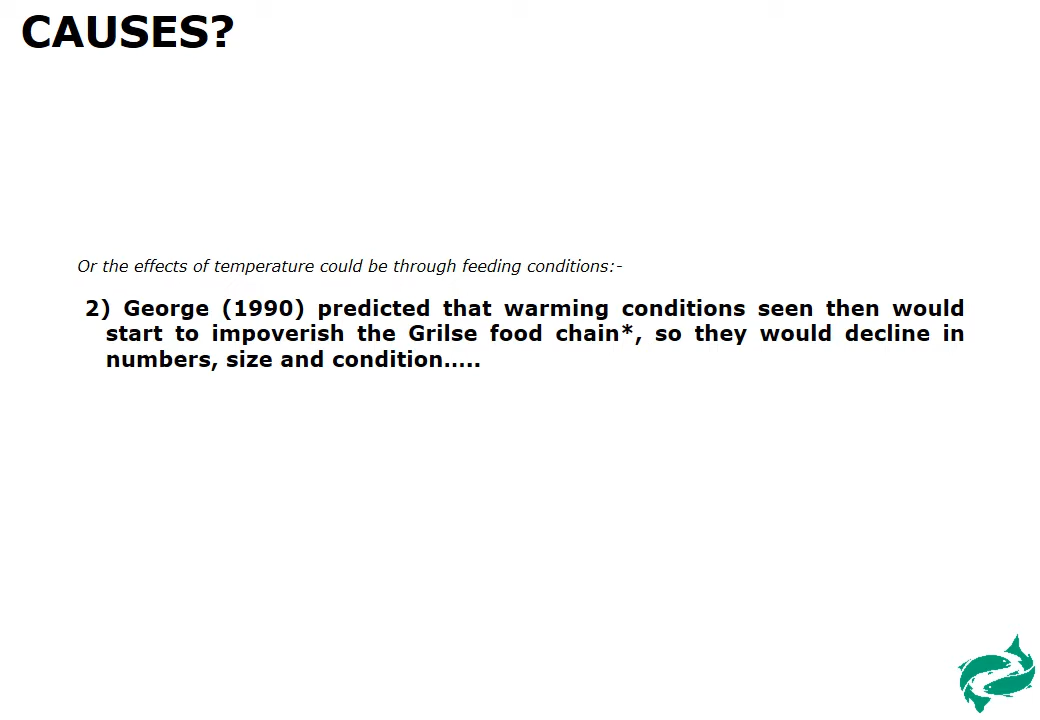 CAUSES?
Or the effects of temperature could be through feeding conditions:-
2) George (1990) predicted that warming conditions seen then would
start to impoverish the Grilse food chain*, so they would decline in
numbers, size and condition…..